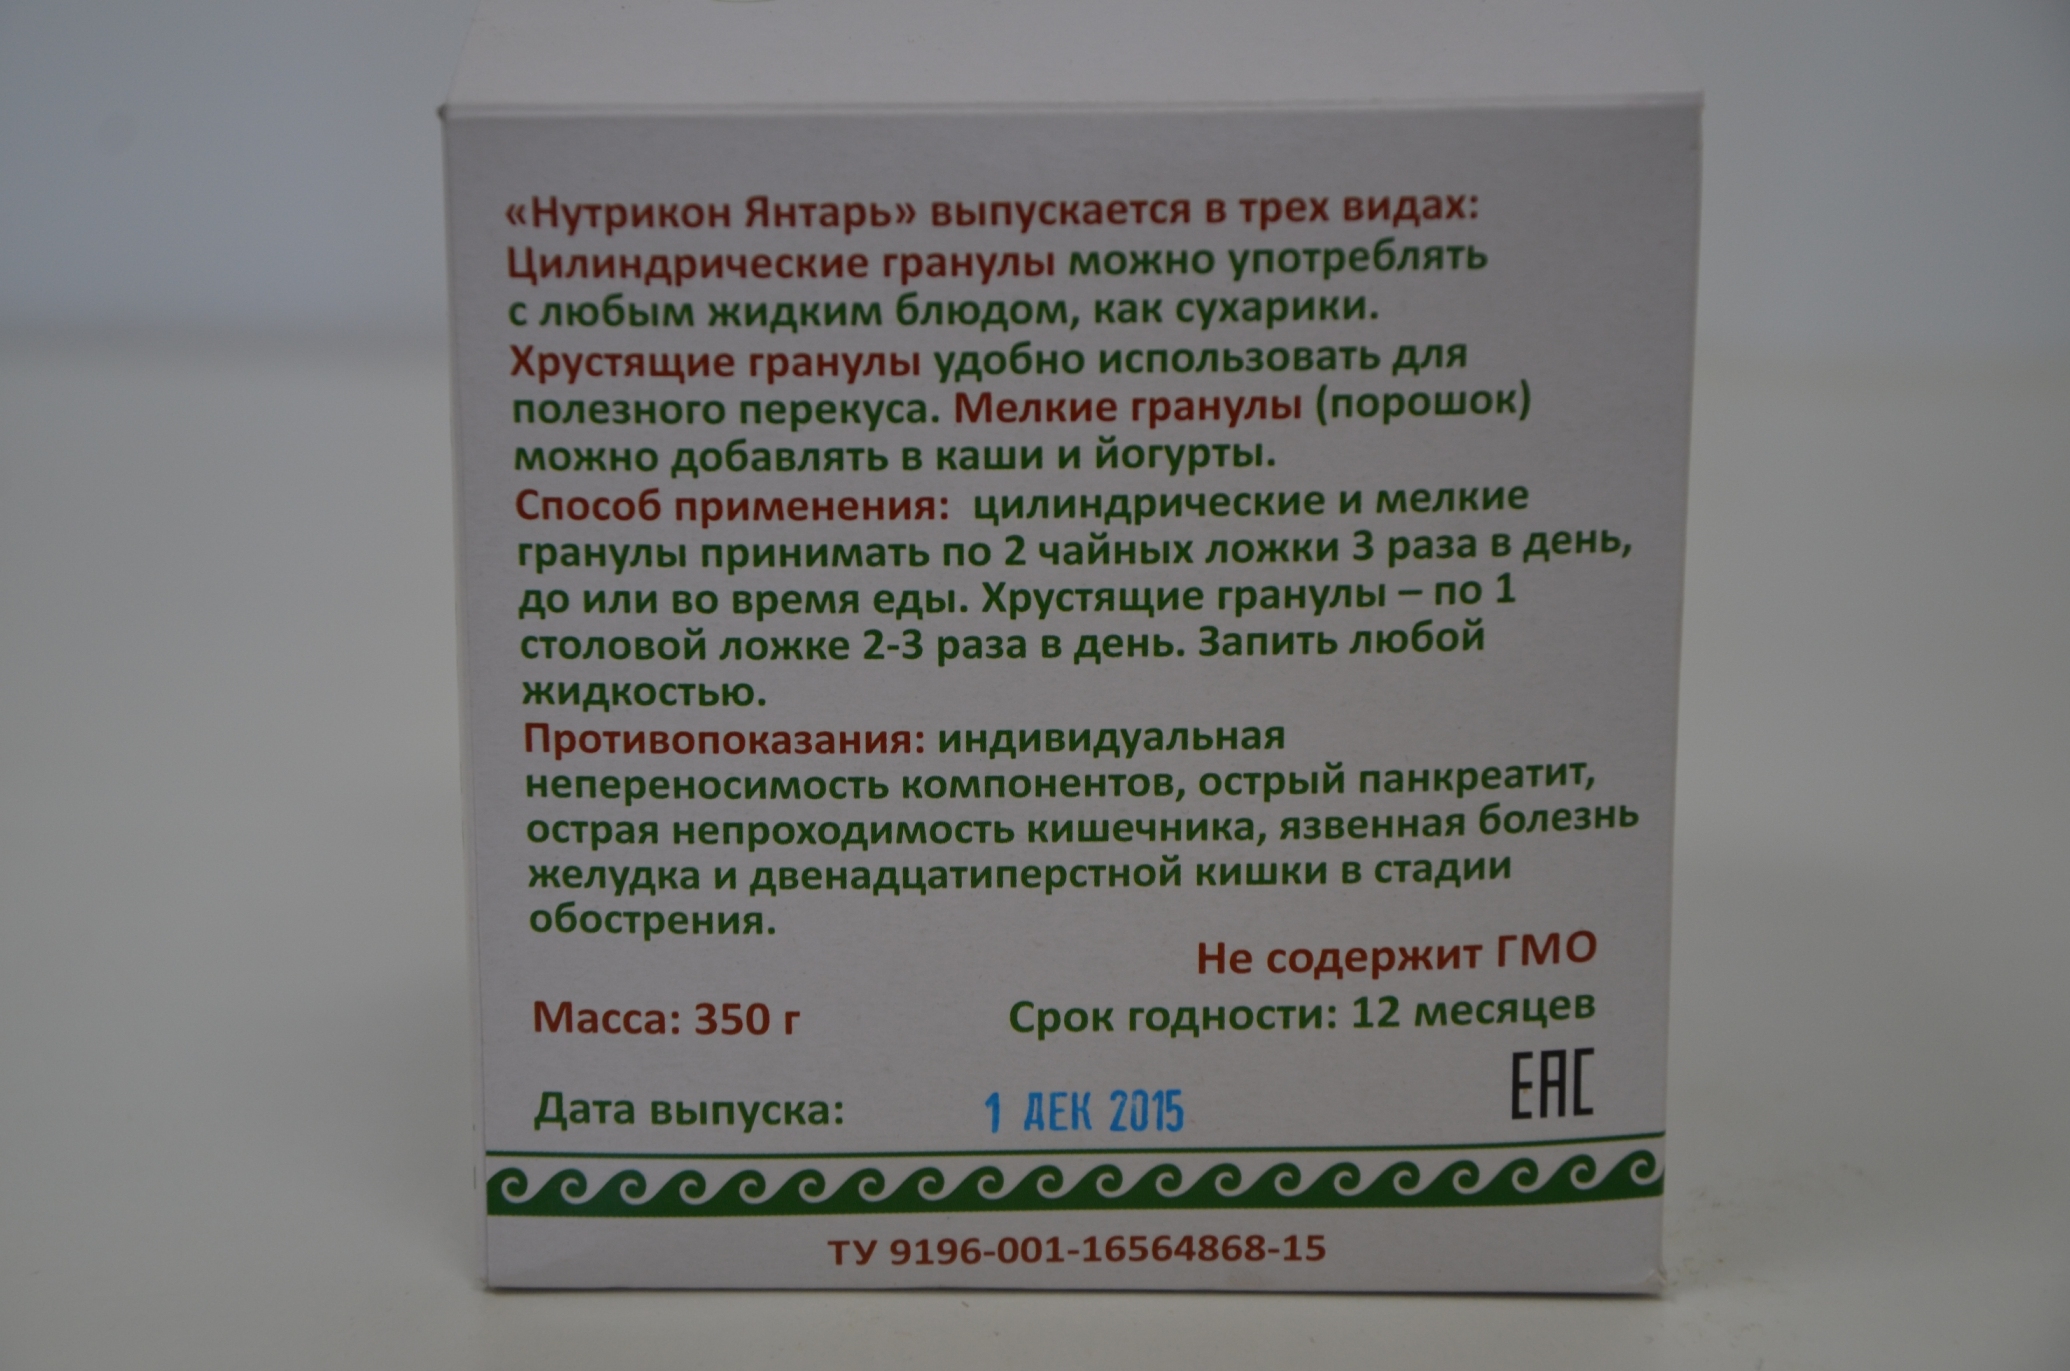 «Нутрикон Янтарь» выпускается в трех видах:
Цилиндрические гранулы можно употреблять
с любым жидким блюдом, как сухарики.
Хрустящие гранулы удобно использовать для
полезного перекуса. Мелкие гранулы (порошок)
можно добавлять в каши и йогурты.
Способ применения: цилиндрические и мелкие
гранулы принимать по 2 чайных ложки 3 раза в день,
до или во время еды. Хрустящие гранулы – по 1
столовой ложке 2-3 раза в день. Запить любой
жидкостью.
Противопоказания: индивидуальная
непереносимость компонентов, острый панкреатит,
острая непроходимость кишечника, язвенная болезнь
желудка и двенадцатиперстной кишки в стадии
обострения.
Не содержит ГМО
Масса: 350 г Срок годности: 12 месяцев
EAC
Дата выпуска: 1 ДЕК 2015
ТУ 9196-001-16564868-15